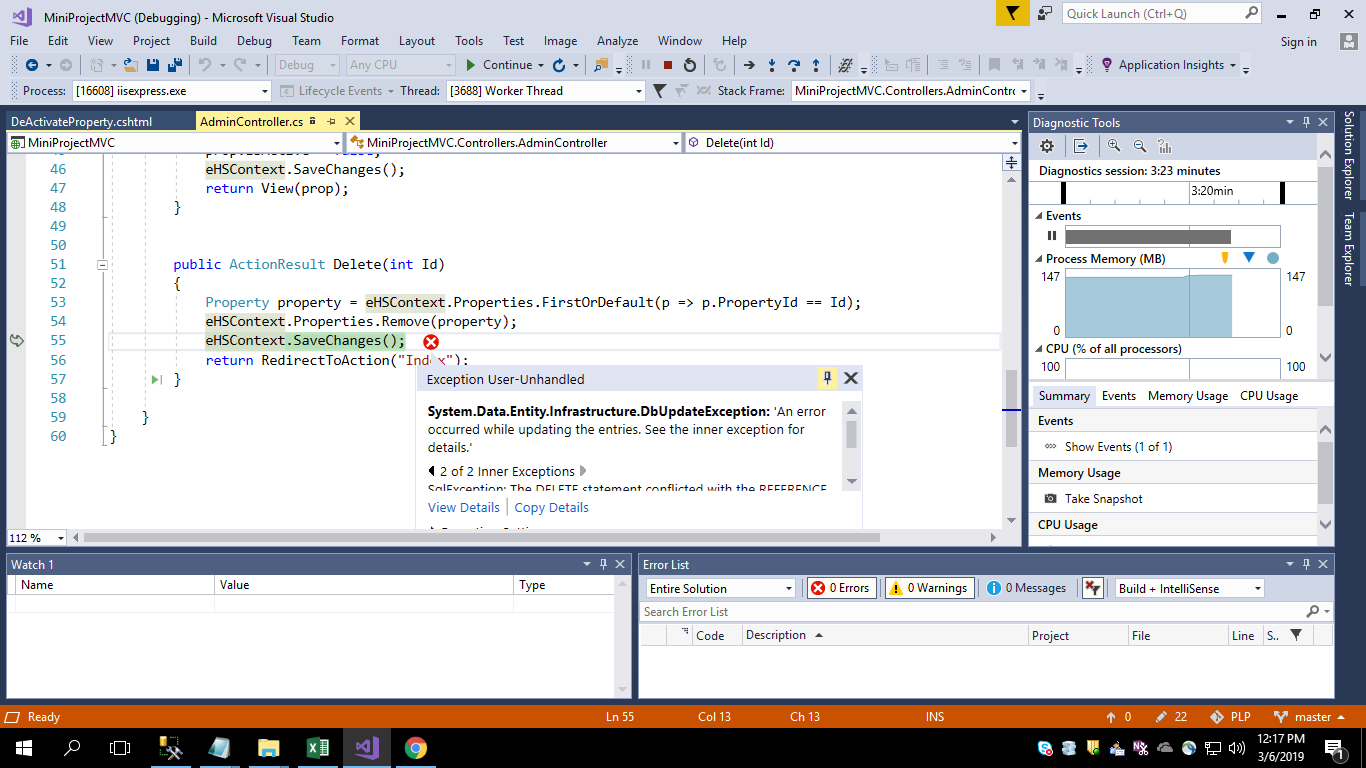 MiniProjectMVC (Debugging) - Microsoft Visual Studio
Quick Launch (Ctrl+Q)
File Edit View Project Build Debug Team Format Layout Tools Test Image Analyze Window Help
Sign in
Debug Any CPU Continue Application Insights
Process: [16608] iisexpress.exe Lifecycle Events Thread: [3688] Worker Thread Stack Frame: MiniProjectMVC.Controllers.AdminContro
DeActivateProperty.cshtml AdminController.cs
MiniProjectMVC MiniProjectMVC.Controllers.AdminController Delete(int Id)
46 eHSContext.SaveChanges();
47 return View(prop);
48 }
49
50
51 public ActionResult Delete(int Id)
52 {
53 Property property = eHSContext.Properties.FirstOrDefault(p => p.PropertyId == Id);
54 eHSContext.Properties.Remove(property);
55 eHSContext.SaveChanges();
56 return RedirectToAction("Index");
57 }
58
59 }
60 }
Exception User-Unhandled
System.Data.Entity.Infrastructure.DbUpdateException: 'An error
occurred while updating the entries. See the inner exception for
details.'
2 of 2 Inner Exceptions
SqlException: The DELETE statement conflicted with the REFERENCE
View Details Copy Details
112 %
Diagnostic Tools
Diagnostics session: 3:23 minutes
3:20min
Events
Process Memory (MB)
147 147
0 0
CPU (% of all processors)
100 100
Summary Events Memory Usage CPU Usage
Events
Show Events (1 of 1)
Memory Usage
Take Snapshot
CPU Usage
Solution Explorer
Team Explorer
Watch 1
Name Value Type
Error List
Entire Solution 0 Errors 0 Warnings 0 Messages Build + IntelliSense
Search Error List
Code Description Project File Line S..
Ready Ln 55 Col 13 Ch 13 INS 0 22 PLP master
12:17 PM
3/6/2019
1